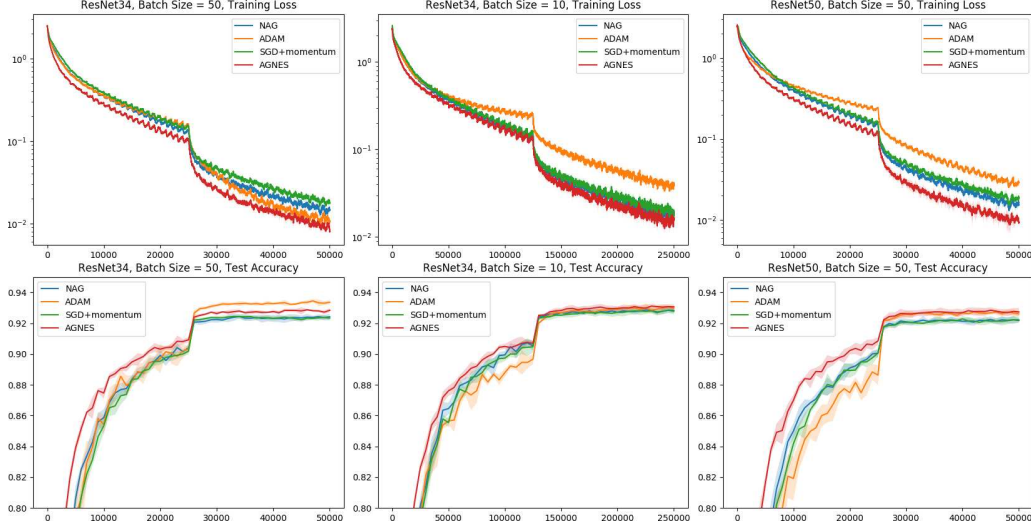 ResNet34, Batch Size = 50, Training Loss
NAG
ADAM
SGD+momentum
AGNES
10⁰
10⁻¹
10⁻²
0 10000 20000 30000 40000 50000
ResNet34, Batch Size = 10, Training Loss
NAG
ADAM
SGD+momentum
AGNES
10⁰
10⁻¹
10⁻²
0 50000 100000 150000 200000 250000
ResNet50, Batch Size = 50, Training Loss
NAG
ADAM
SGD+momentum
AGNES
10⁰
10⁻¹
10⁻²
0 10000 20000 30000 40000 50000
ResNet34, Batch Size = 50, Test Accuracy
NAG
ADAM
SGD+momentum
AGNES
0.94
0.92
0.90
0.88
0.86
0.84
0.82
0.80
0 10000 20000 30000 40000 50000
ResNet34, Batch Size = 10, Test Accuracy
NAG
ADAM
SGD+momentum
AGNES
0.94
0.92
0.90
0.88
0.86
0.84
0.82
0.80
0 50000 100000 150000 200000 250000
ResNet50, Batch Size = 50, Test Accuracy
NAG
ADAM
SGD+momentum
AGNES
0.94
0.92
0.90
0.88
0.86
0.84
0.82
0.80
0 10000 20000 30000 40000 50000